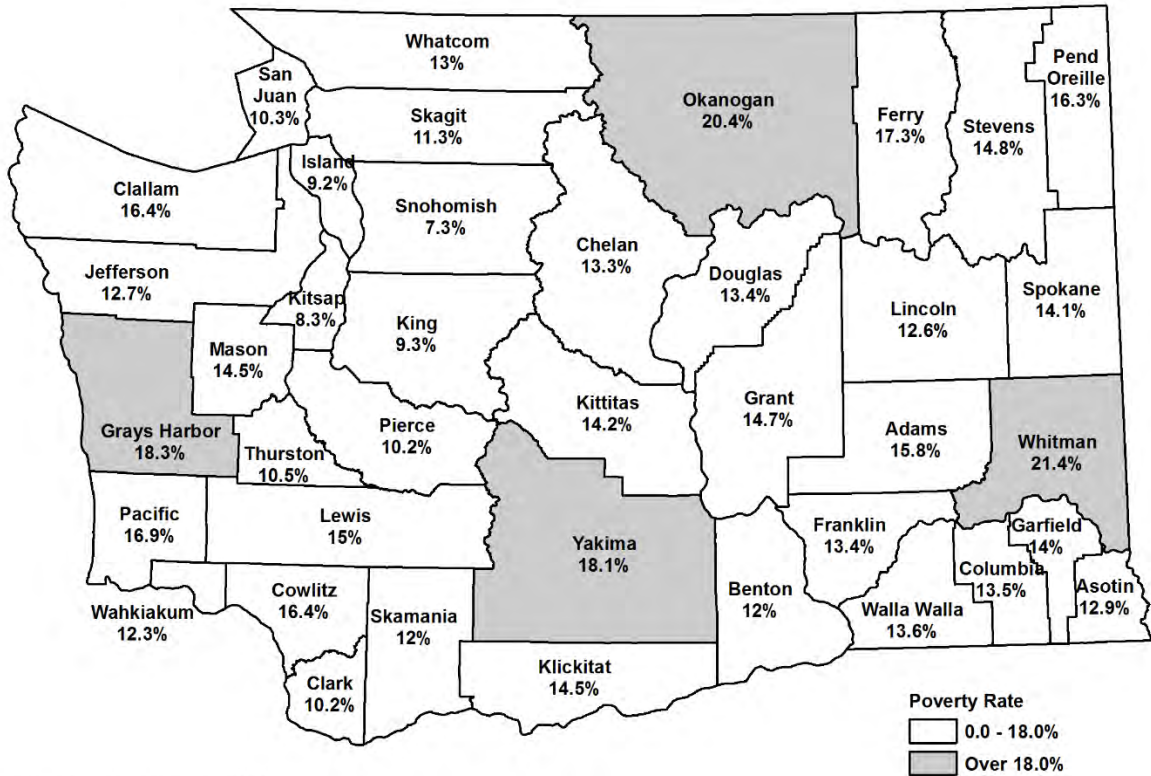 Whatcom
13%
San
Juan
10.3%
Skagit
11.3%
Island
9.2%
Clallam
16.4%
Snohomish
7.3%
Okanogan
20.4%
Ferry
17.3%
Stevens
14.8%
Pend
Oreille
16.3%
Chelan
13.3%
Douglas
13.4%
Jefferson
12.7%
Kitsap
8.3%
King
9.3%
Lincoln
12.6%
Spokane
14.1%
Mason
14.5%
Grays Harbor
18.3%
Thurston
10.5%
Pierce
10.2%
Kittitas
14.2%
Grant
14.7%
Adams
15.8%
Whitman
21.4%
Pacific
16.9%
Lewis
15%
Yakima
18.1%
Franklin
13.4%
Garfield
14%
Columbia
13.5%
Asotin
12.9%
Wahkiakum
12.3%
Cowlitz
16.4%
Skamania
12%
Benton
12%
Walla Walla
13.6%
Klickitat
14.5%
Clark
10.2%
Poverty Rate
0.0 - 18.0%
Over 18.0%